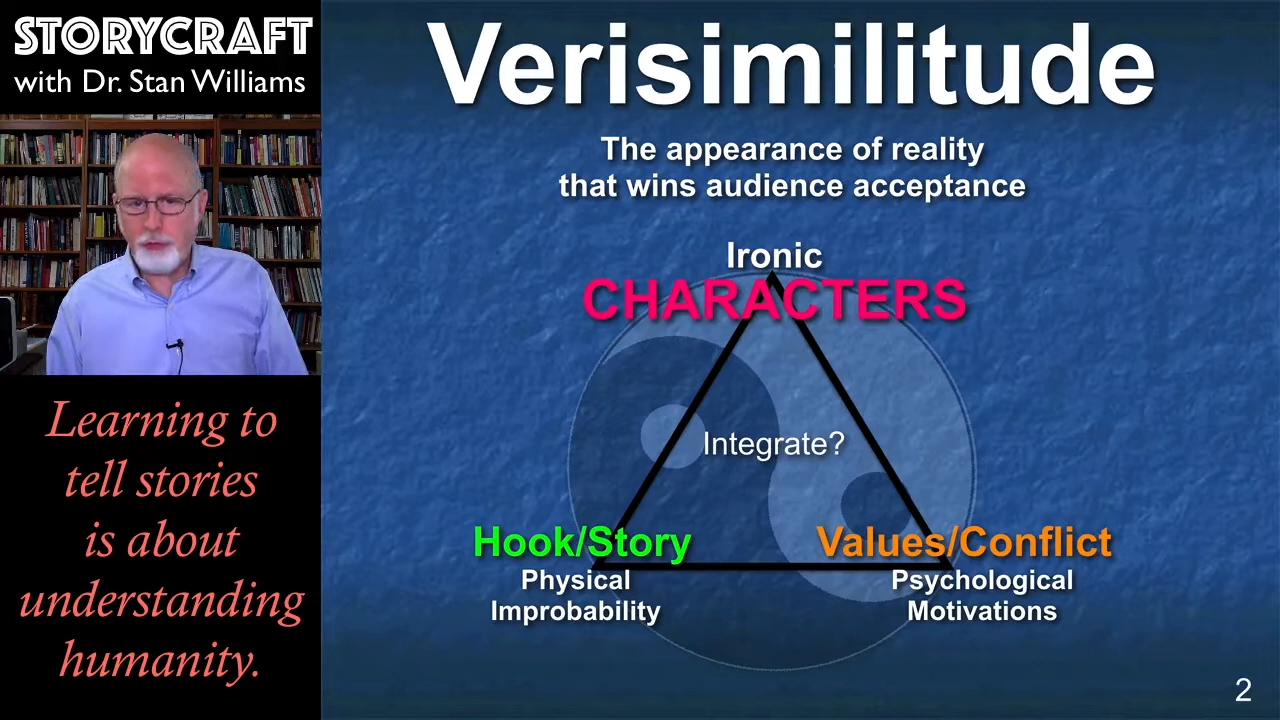 STORYCRAFT
with Dr. Stan Williams
Learning to
tell stories
is about
understanding
humanity.
Verisimilitude
The appearance of reality
that wins audience acceptance
Ironic
CHARACTERS
Integrate?
Hook/Story
Physical
Improbability
Values/Conflict
Psychological
Motivations
2